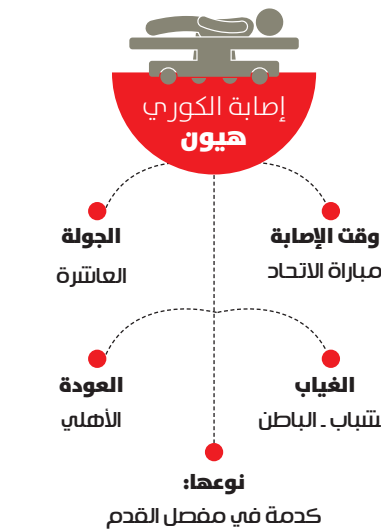 إصابة الكوري
هيون
وقت الإصابة
مباراة الاتحاد
الجولة
العاشرة
الغياب
شباب - الباطن
العودة
الأهلي
نوعها:
كدمة في مفصل القدم